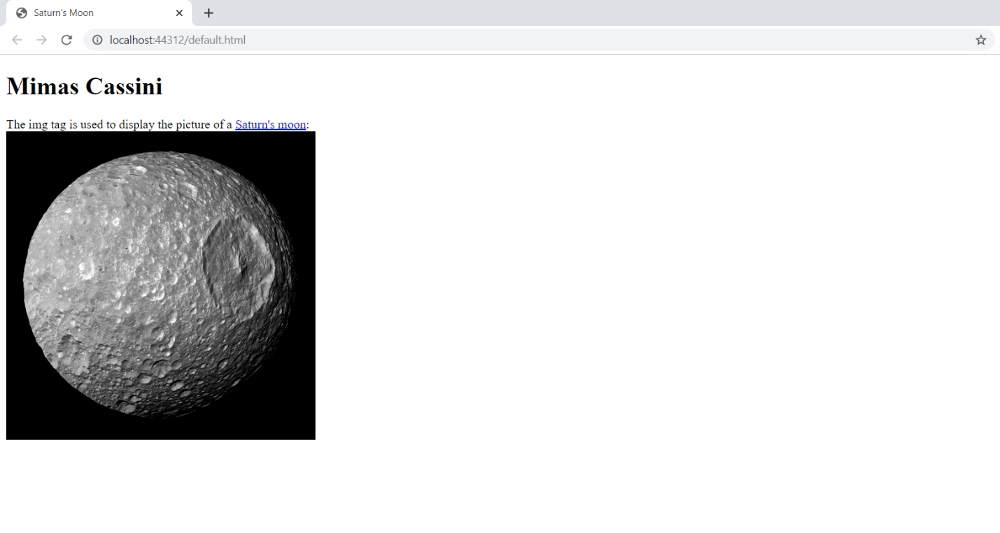 Saturn's Moon
localhost:44312/default.html
Mimas Cassini
The img tag is used to display the picture of a Saturn's moon: